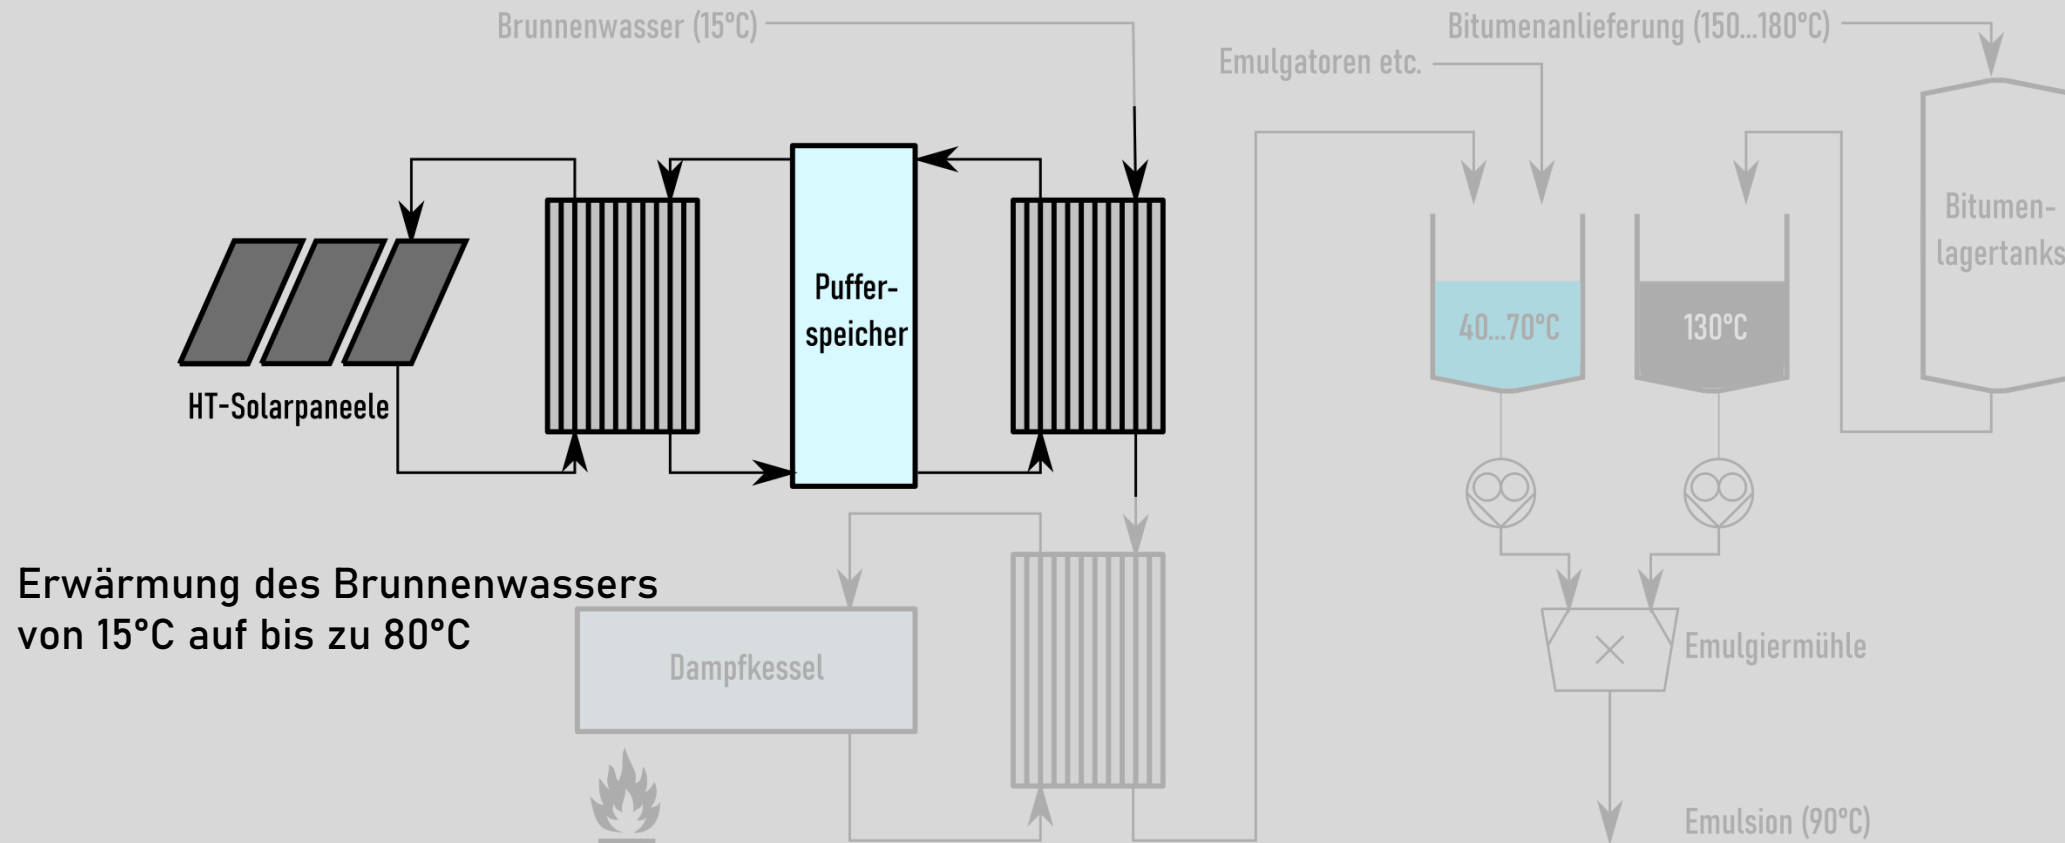 Brunnenwasser (15°C)
Bitumenanlieferung (150...180°C)
Emulgatoren etc.
Bitumen-
lagertanks
Puffer-
speicher
40...70°C
130°C
HT-Solarpaneele
Erwärmung des Brunnenwassers
von 15°C auf bis zu 80°C
Dampfkessel
Emulgiermühle
Emulsion (90°C)